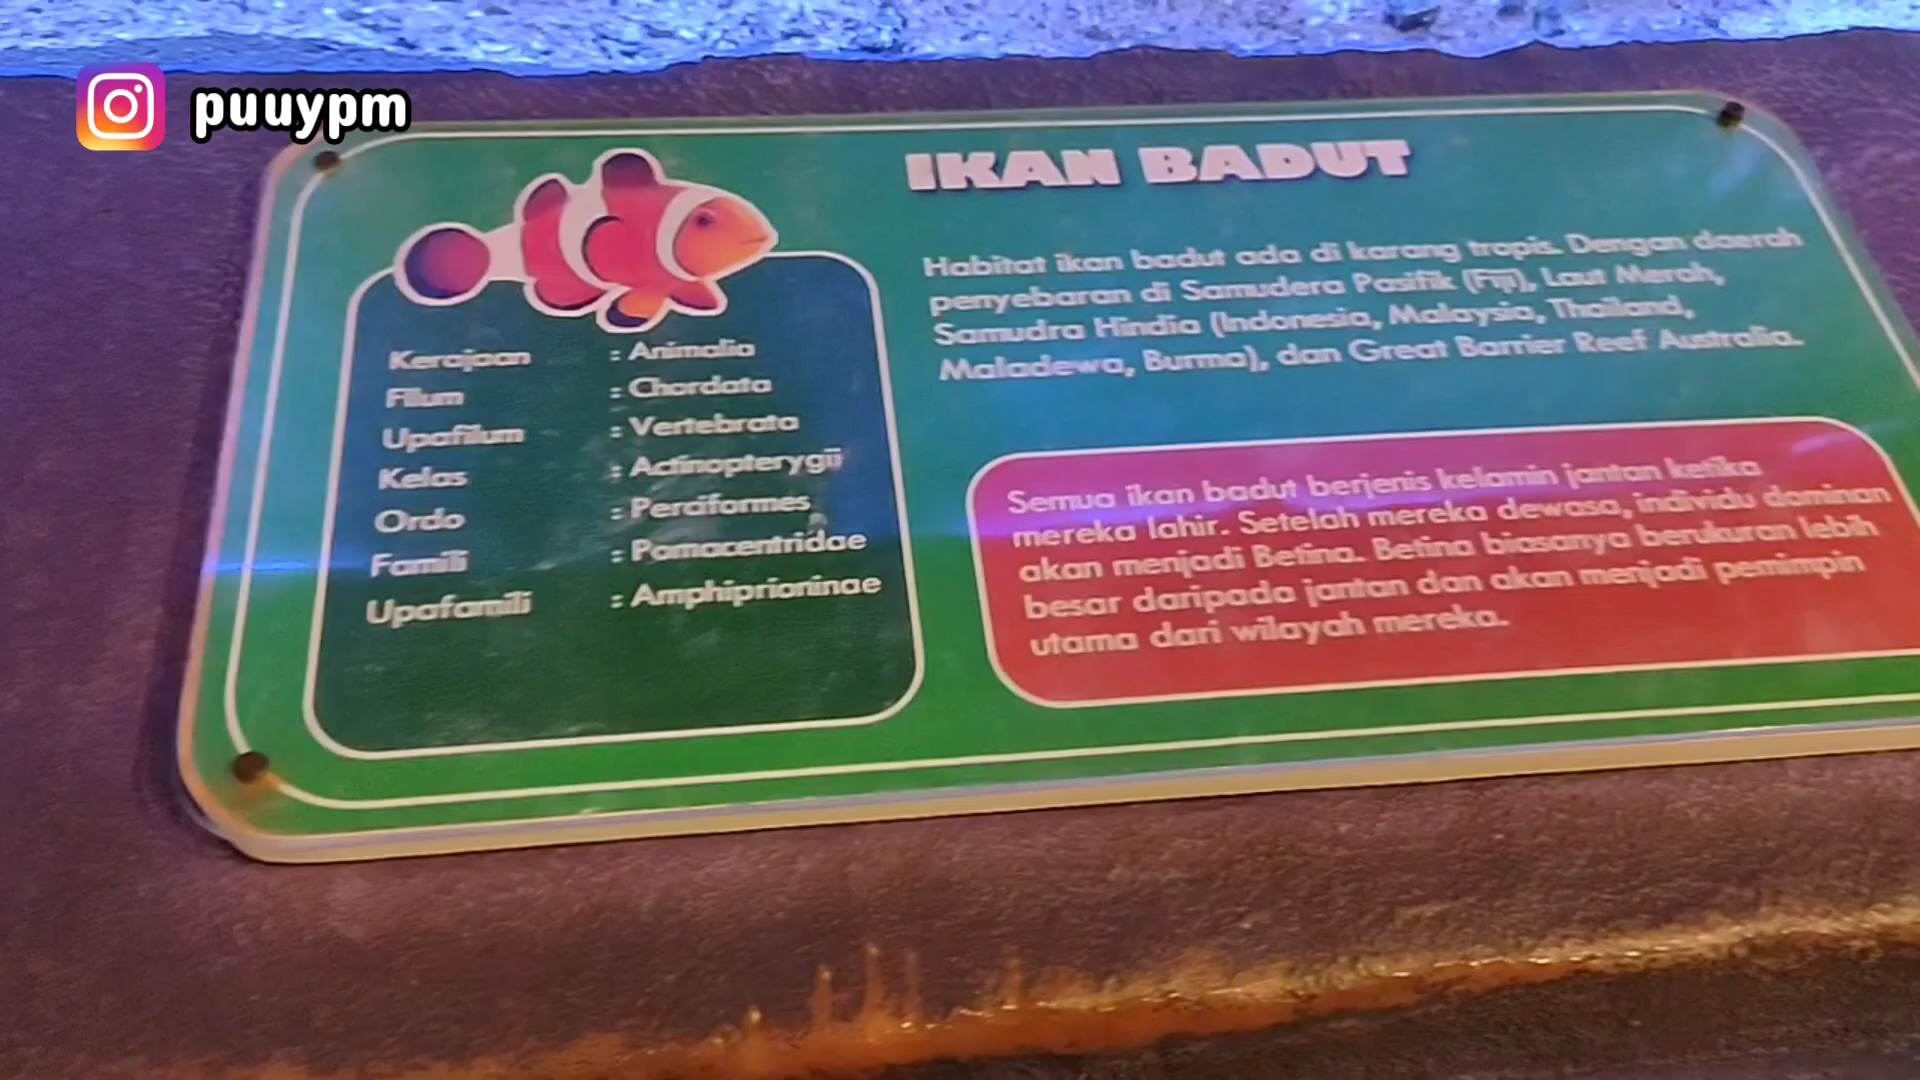 puuypm
IKAN BADUT
Habitat ikan badut ada di karang tropis. Dengan daerah
penyebaran di Samudera Pasifik (Fiji), Laut Merah,
Samudra Hindia (Indonesia, Malaysia, Thailand,
Maladewa, Burma), dan Great Barrier Reef Australia.
Kerajaan : Animalia
Filum : Chordata
Upafilum : Vertebrata
Kelas : Actinopterygii
Ordo : Perciformes
Famili : Pomacentridae
Upafamili : Amphiprioninae
Semua ikan badut berjenis kelamin jantan ketika
mereka lahir. Setelah mereka dewasa, individu dominan
akan menjadi Betina. Betina biasanya berukuran lebih
besar daripada jantan dan akan menjadi pemimpin
utama dari wilayah mereka.